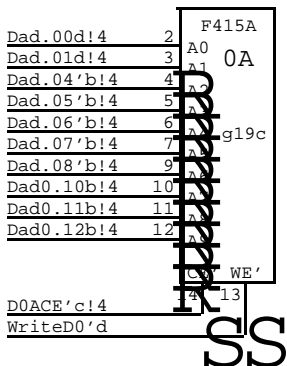 F415A
Dad.00d!4 2 A0 0A
Dad.01d!4 3 A1
Dad.04'b!4 4 A2
Dad.05'b!4 5
Dad.06'b!4 6 g19c
Dad.07'b!4 7
Dad.08'b!4 9
Dad0.10b!4 10
Dad0.11b!4 11
Dad0.12b!4 12
WE'
D0ACE'c!4 14 13
WriteD0'd
SS